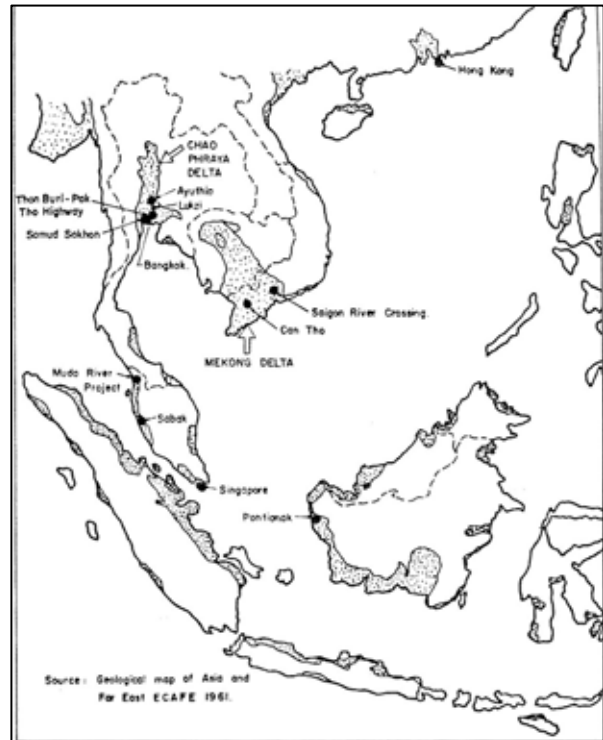 Hong Kong
CHAO
PHRAYA
DELTA
Ayuthia
Thon Buri-Pak
Tho Highway
Samud Sakhon
Bangkok.
Saigon River Crossing.
Can Tho
MEKONG DELTA
Muda River
Project
Sabak
Singapore
Pontianak
Source: Geological map of Asia and
Far East ECAFE 1961.